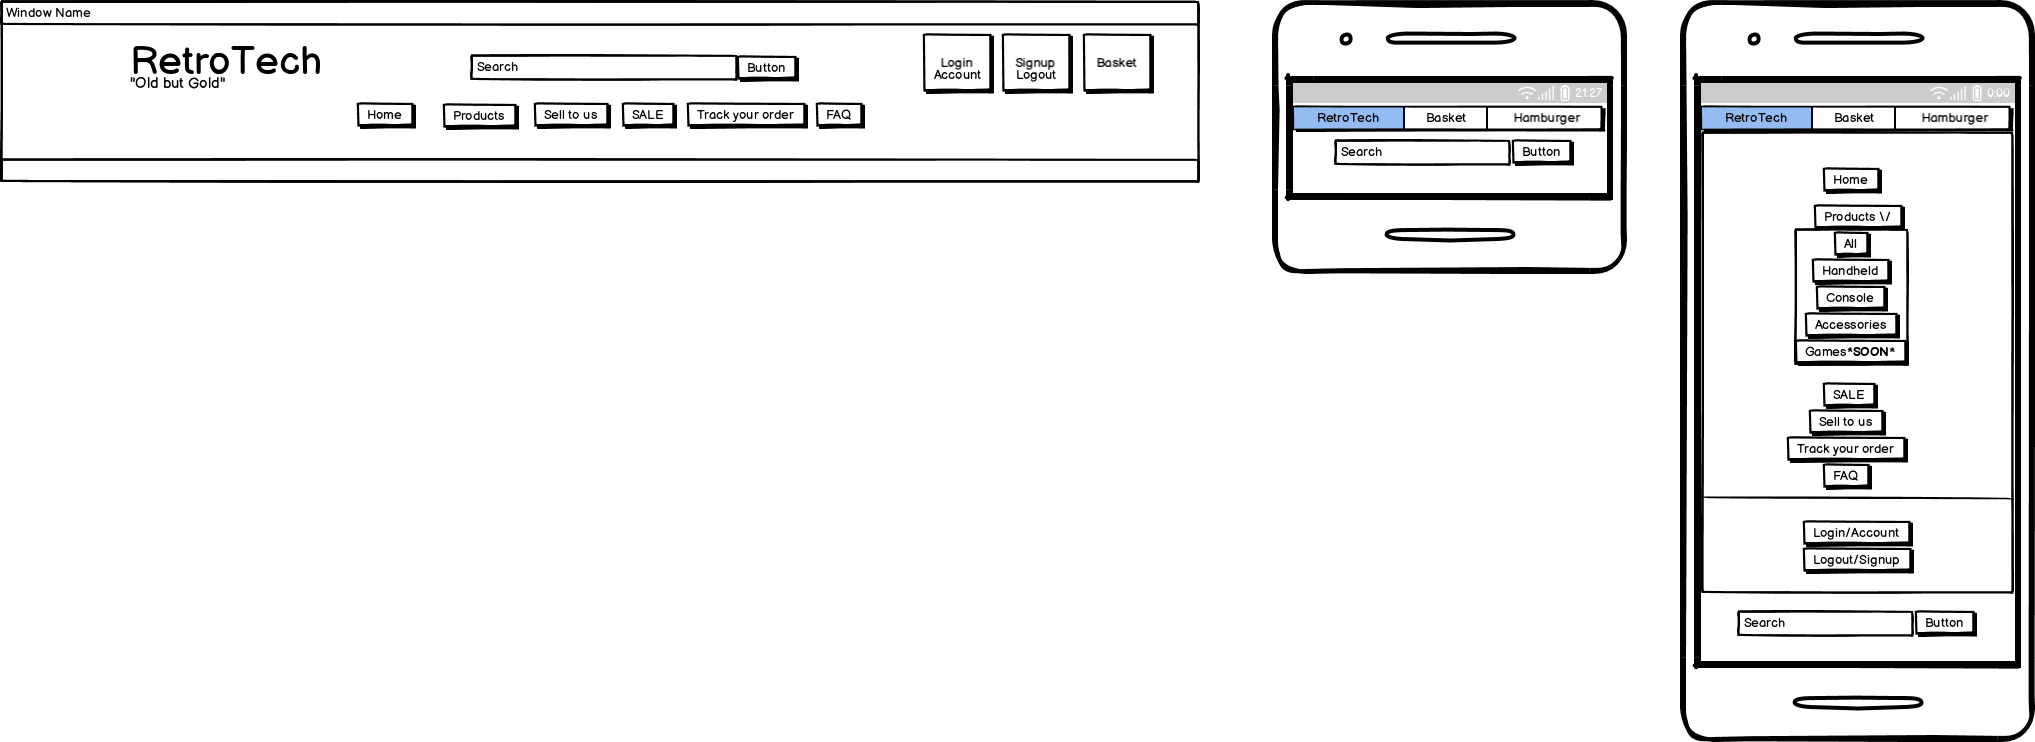 Window Name
RetroTech
"Old but Gold"
Search
Button
Login
Account
Signup
Logout
Basket
Home
Products
Sell to us
SALE
Track your order
FAQ
21:27
RetroTech
Basket
Hamburger
Search
Button
0:00
RetroTech
Basket
Hamburger
Home
Products \/
All
Handheld
Console
Accessories
Games*SOON*
SALE
Sell to us
Track your order
FAQ
Login/Account
Logout/Signup
Search
Button